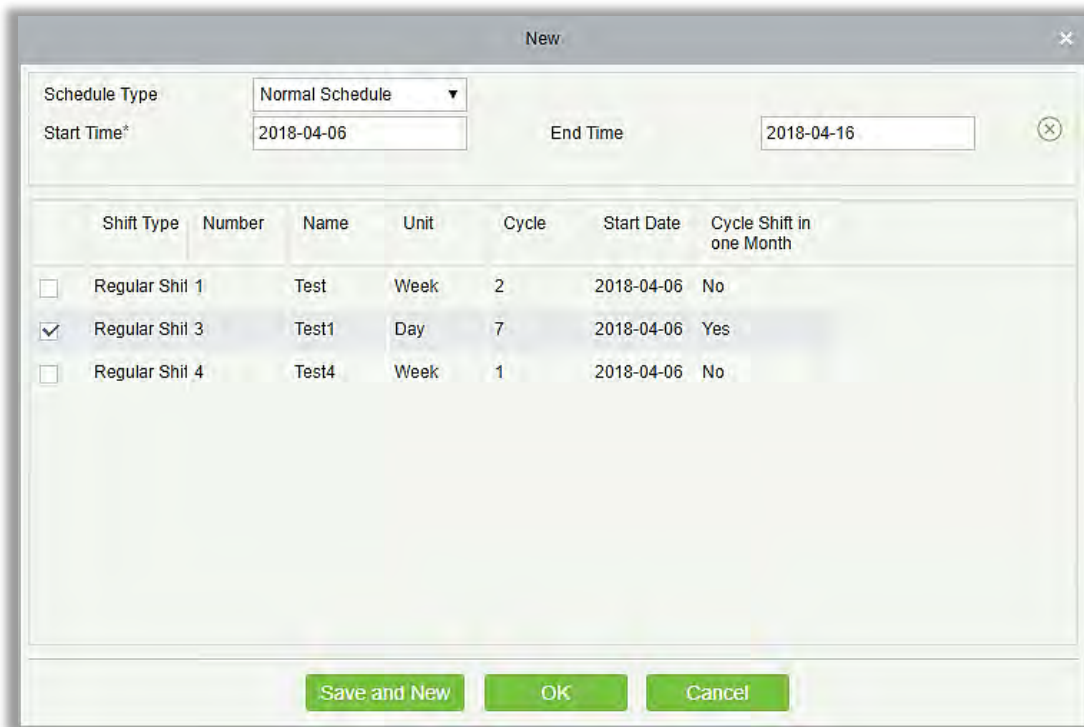 New
Schedule Type Normal Schedule
Start Time* 2018-04-06 End Time 2018-04-16
Shift Type Number Name Unit Cycle Start Date Cycle Shift in
one Month
Regular Shif 1 Test Week 2 2018-04-06 No
Regular Shif 3 Test1 Day 7 2018-04-06 Yes
Regular Shif 4 Test4 Week 1 2018-04-06 No
Save and New OK Cancel